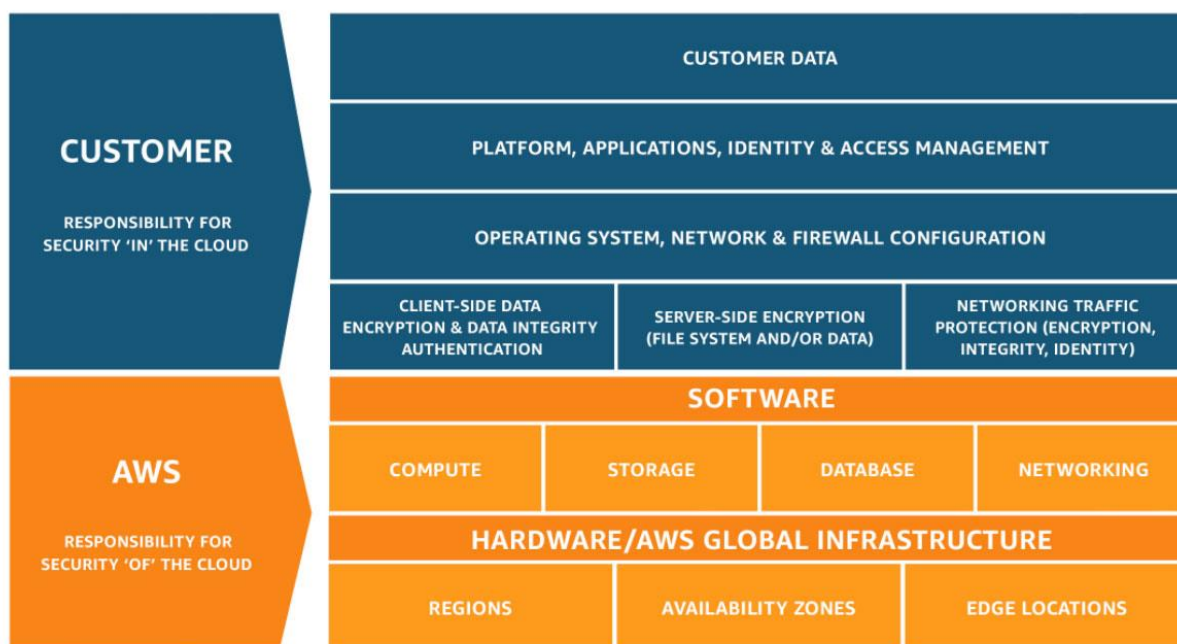 CUSTOMER
RESPONSIBILITY FOR
SECURITY ‘IN’ THE CLOUD
CUSTOMER DATA
PLATFORM, APPLICATIONS, IDENTITY & ACCESS MANAGEMENT
OPERATING SYSTEM, NETWORK & FIREWALL CONFIGURATION
CLIENT-SIDE DATA
ENCRYPTION & DATA INTEGRITY
AUTHENTICATION
SERVER-SIDE ENCRYPTION
(FILE SYSTEM AND/OR DATA)
NETWORKING TRAFFIC
PROTECTION (ENCRYPTION,
INTEGRITY, IDENTITY)
AWS
RESPONSIBILITY FOR
SECURITY ‘OF’ THE CLOUD
SOFTWARE
COMPUTE
STORAGE
DATABASE
NETWORKING
HARDWARE/AWS GLOBAL INFRASTRUCTURE
REGIONS
AVAILABILITY ZONES
EDGE LOCATIONS